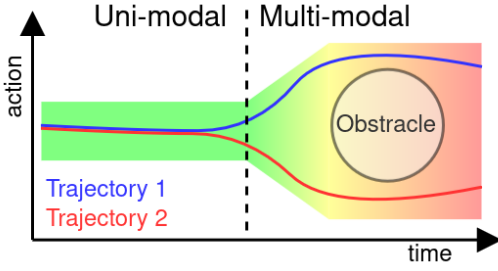 Uni-modal Multi-modal
action
Obstracle
Trajectory 1
Trajectory 2
time